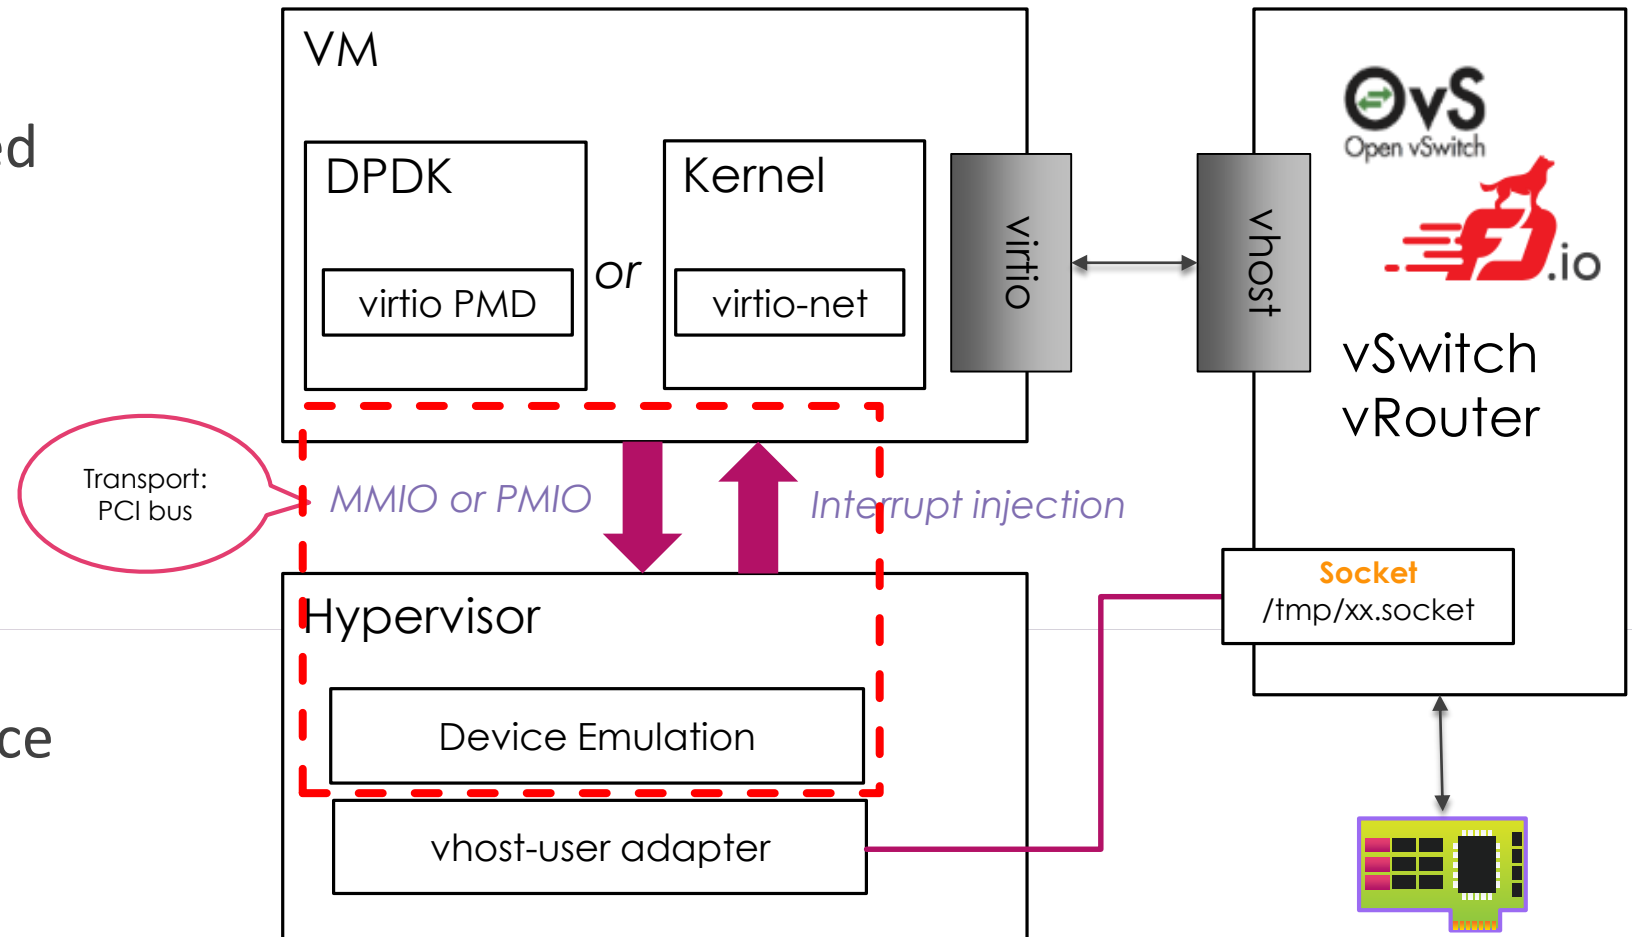 VM
DPDK
virtio PMD
or
Kernel
virtio-net
virtio
vhost
OvS
Open vSwitch
FD.io
vSwitch
vRouter
ed
Transport:
PCI bus
MMIO or PMIO
Interrupt injection
Socket
/tmp/xx.socket
Hypervisor
Device Emulation
ce
vhost-user adapter